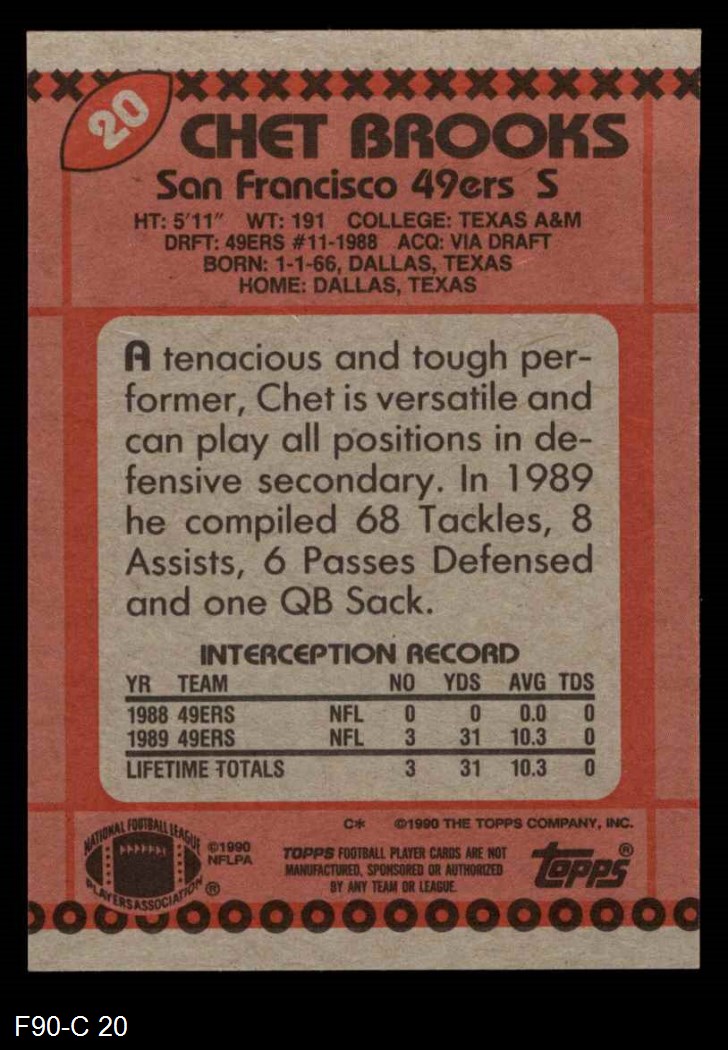 20
CHET BROOKS
San Francisco 49ers S
HT: 5'11" WT: 191 COLLEGE: TEXAS A&M
DRFT: 49ERS #11-1988 ACQ: VIA DRAFT
BORN: 1-1-66, DALLAS, TEXAS
HOME: DALLAS, TEXAS
A tenacious and tough per-
former, Chet is versatile and
can play all positions in de-
fensive secondary. In 1989
he compiled 68 Tackles, 8
Assists, 6 Passes Defensed
and one QB Sack.
INTERCEPTION RECORD
YR TEAM NO YDS AVG TDS
1988 49ERS NFL 0 0 0.0 0
1989 49ERS NFL 3 31 10.3 0
LIFETIME TOTALS 3 31 10.3 0
C* ©1990 THE TOPPS COMPANY, INC.
NATIONAL FOOTBALL LEAGUE
PLAYERS ASSOCIATION ®
©1990
NFLPA
TOPPS FOOTBALL PLAYER CARDS ARE NOT
MANUFACTURED, SPONSORED OR AUTHORIZED
BY ANY TEAM OR LEAGUE.
topps ®
F90-C 20